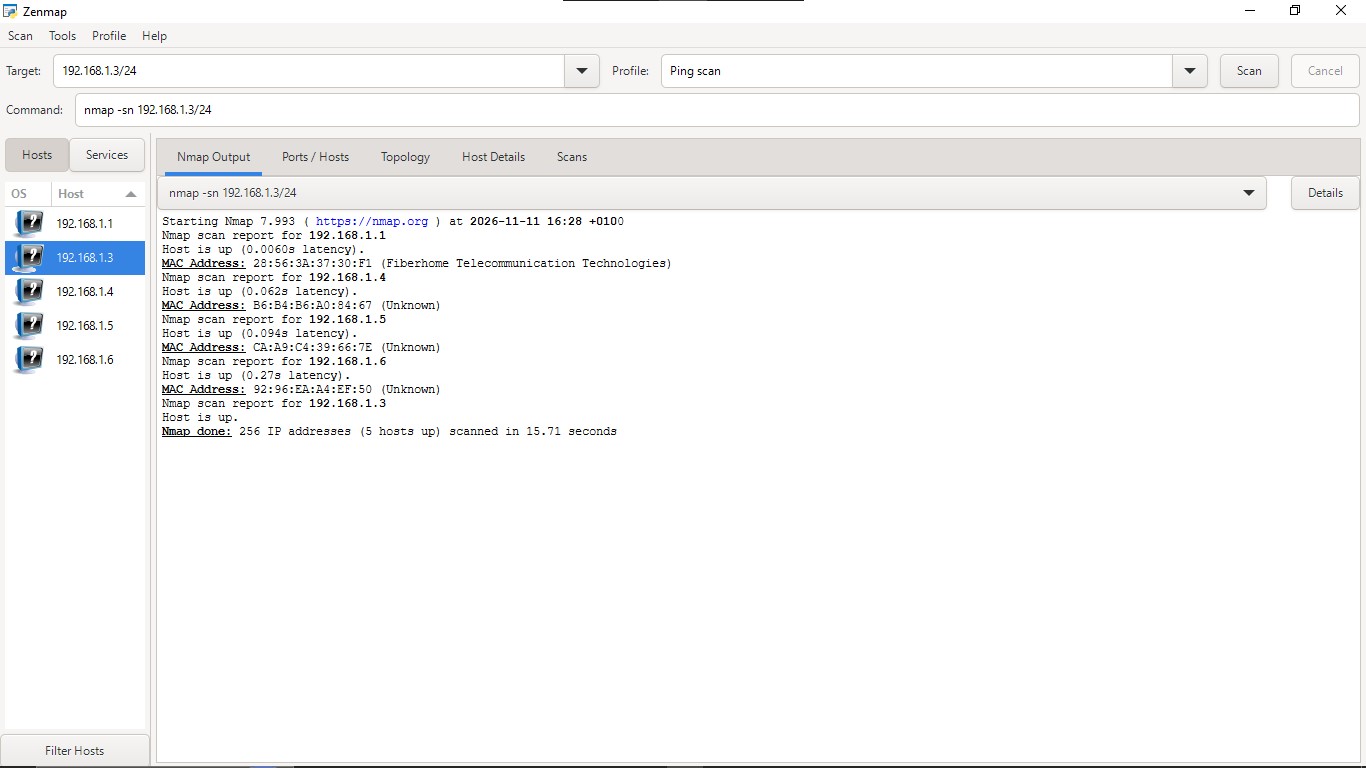 Zenmap
Scan Tools Profile Help
Target: 192.168.1.3/24 Profile: Ping scan Scan Cancel
Command: nmap -sn 192.168.1.3/24
Hosts Services
OS Host
192.168.1.1
192.168.1.3
192.168.1.4
192.168.1.5
192.168.1.6
Filter Hosts
Nmap Output Ports / Hosts Topology Host Details Scans
nmap -sn 192.168.1.3/24 Details
Starting Nmap 7.993 ( https://nmap.org ) at 2026-11-11 16:28 +0100
Nmap scan report for 192.168.1.1
Host is up (0.0060s latency).
MAC Address: 28:56:3A:37:30:F1 (Fiberhome Telecommunication Technologies)
Nmap scan report for 192.168.1.4
Host is up (0.062s latency).
MAC Address: B6:B4:B6:A0:84:67 (Unknown)
Nmap scan report for 192.168.1.5
Host is up (0.094s latency).
MAC Address: CA:A9:C4:39:66:7E (Unknown)
Nmap scan report for 192.168.1.6
Host is up (0.27s latency).
MAC Address: 92:96:EA:A4:EF:50 (Unknown)
Nmap scan report for 192.168.1.3
Host is up.
Nmap done: 256 IP addresses (5 hosts up) scanned in 15.71 seconds